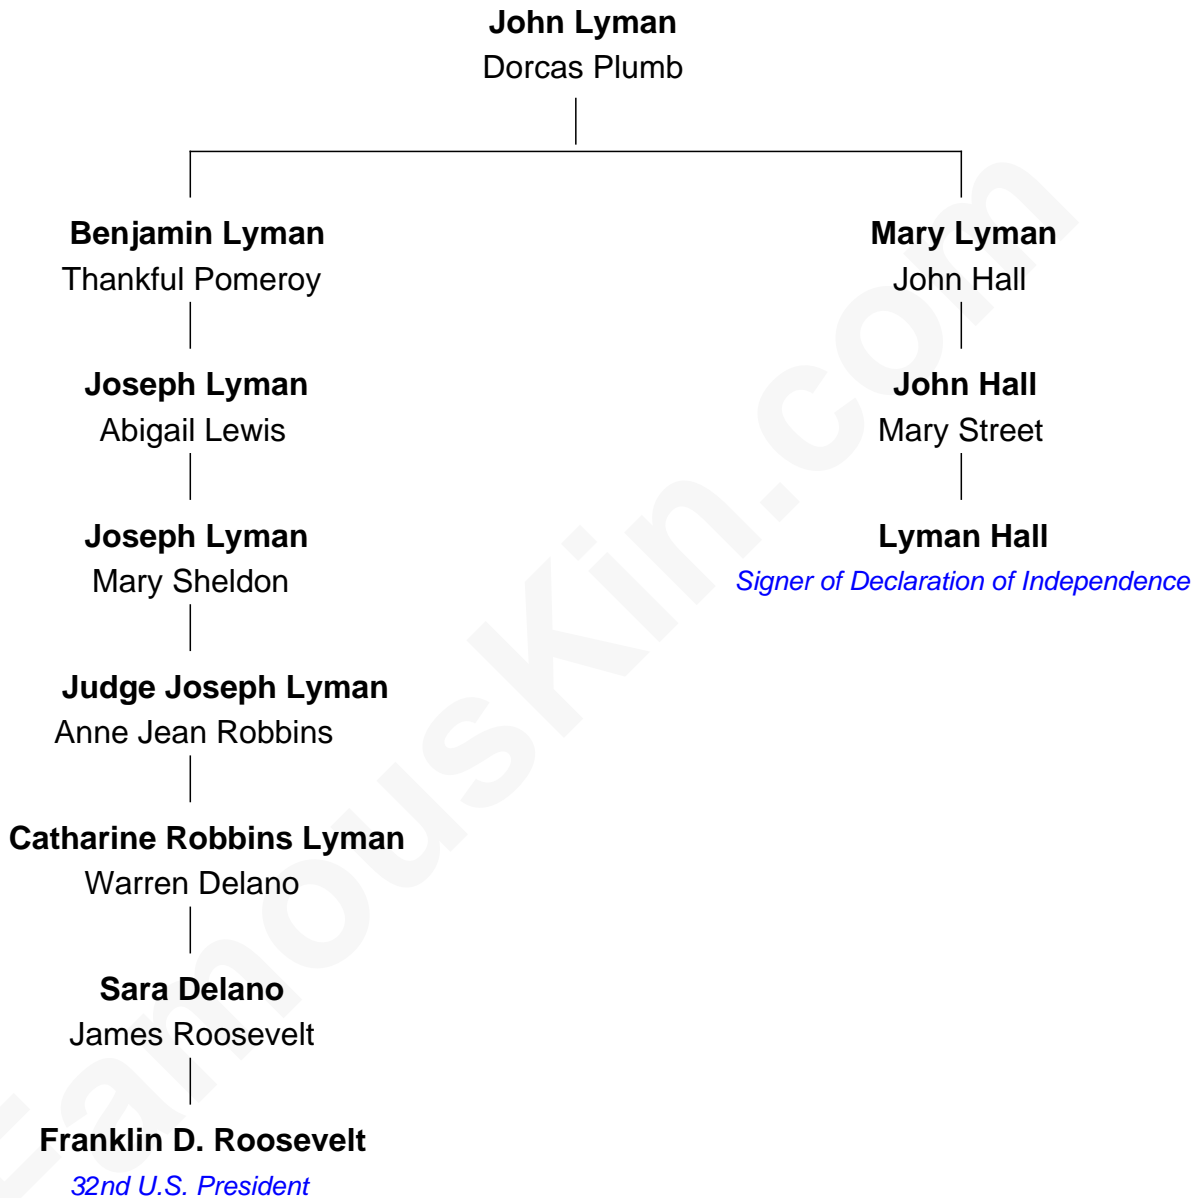 John Lyman
Dorcas Plumb
Benjamin Lyman
Thankful Pomeroy
Mary Lyman
John Hall
Joseph Lyman
Abigail Lewis
John Hall
Mary Street
Joseph Lyman
Mary Sheldon
Lyman Hall
Signer of Declaration of Independence
Judge Joseph Lyman
Anne Jean Robbins
Catharine Robbins Lyman
Warren Delano
Sara Delano
James Roosevelt
Franklin D. Roosevelt
32nd U.S. President
FamousKin.com